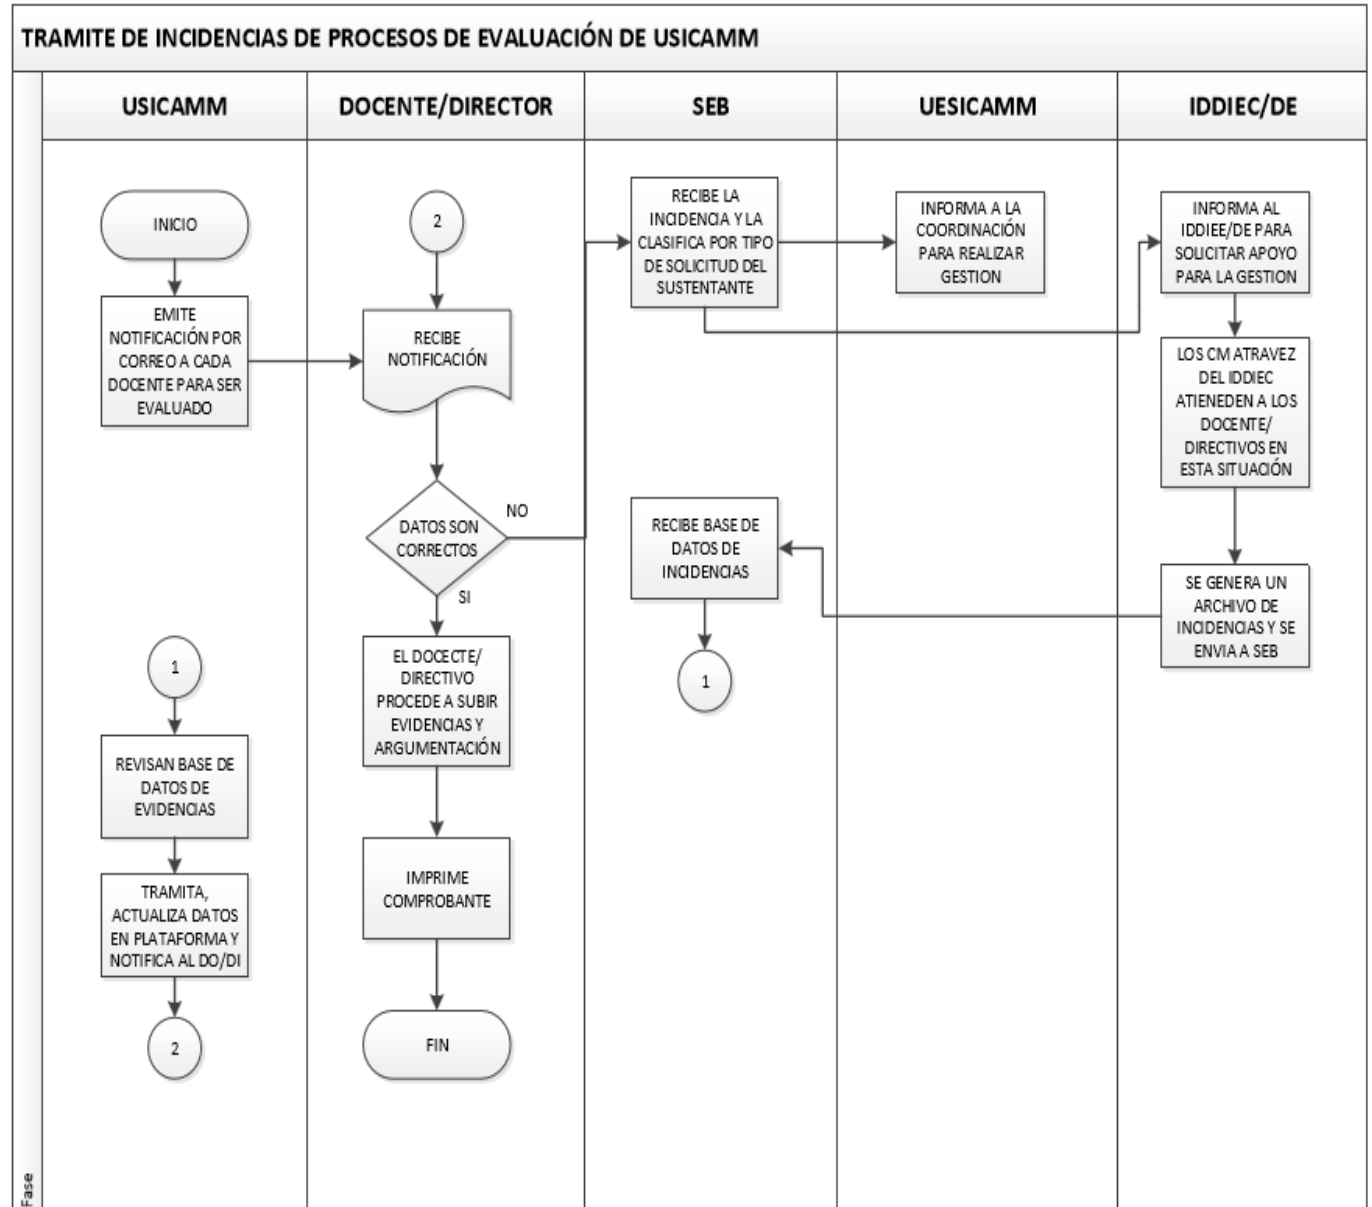 TRAMITE DE INCIDENCIAS DE PROCESOS DE EVALUACIÓN DE USICAMM
USICAMM
DOCENTE/DIRECTOR
SEB
UESICAMM
IDDIEC/DE
INICIO
EMITE
NOTIFICACIÓN POR
CORREO A CADA
DOCENTE PARA SER
EVALUADO
1
REVISAN BASE DE
DATOS DE
EVIDENCIAS
TRAMITA,
ACTUALIZA DATOS
EN PLATAFORMA Y
NOTIFICA AL DO/DI
2
2
RECIBE
NOTIFICACIÓN
DATOS SON
CORRECTOS
NO
SI
EL DOCECTE/
DIRECTIVO
PROCEDE A SUBIR
EVIDENCIAS Y
ARGUMENTACIÓN
IMPRIME
COMPROBANTE
FIN
RECIBE LA
INCIDENCIA Y LA
CLASIFICA POR TIPO
DE SOLICITUD DEL
SUSTENTANTE
RECIBE BASE DE
DATOS DE
INCIDENCIAS
1
INFORMA A LA
COORDINACIÓN
PARA REALIZAR
GESTION
INFORMA AL
IDDIEE/DE PARA
SOLICITAR APOYO
PARA LA GESTION
LOS CM ATRAVEZ
DEL IDDIEC
ATIENEDEN A LOS
DOCENTE/
DIRECTIVOS EN
ESTA SITUACIÓN
SE GENERA UN
ARCHIVO DE
INCIDENCIAS Y SE
ENVIA A SEB
Fase